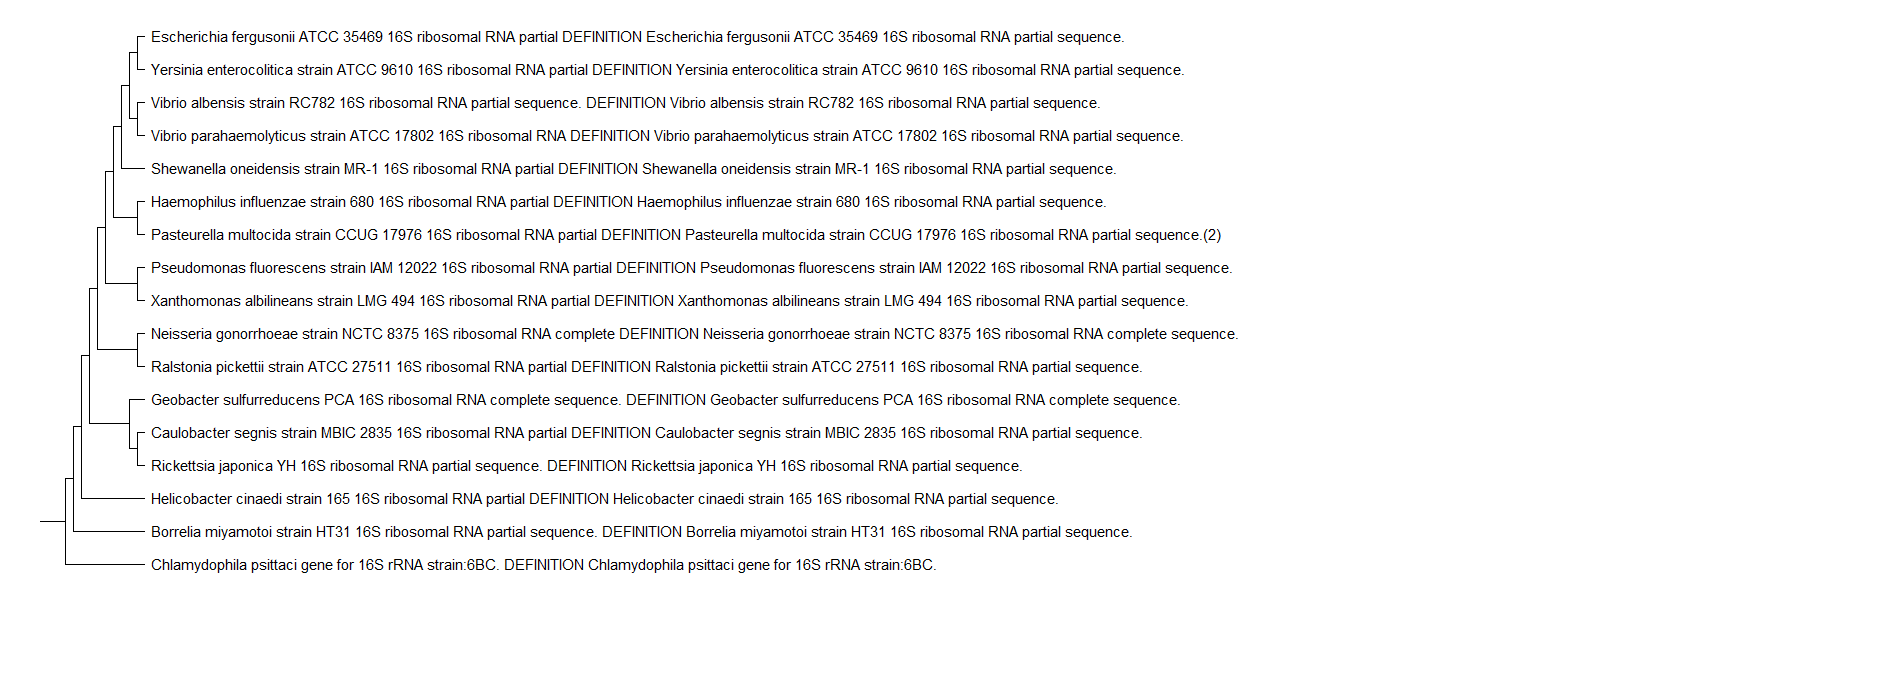 Escherichia fergusonii ATCC 35469 16S ribosomal RNA partial DEFINITION Escherichia fergusonii ATCC 35469 16S ribosomal RNA partial sequence.
Yersinia enterocolitica strain ATCC 9610 16S ribosomal RNA partial DEFINITION Yersinia enterocolitica strain ATCC 9610 16S ribosomal RNA partial sequence.
Vibrio albensis strain RC782 16S ribosomal RNA partial sequence. DEFINITION Vibrio albensis strain RC782 16S ribosomal RNA partial sequence.
Vibrio parahaemolyticus strain ATCC 17802 16S ribosomal RNA DEFINITION Vibrio parahaemolyticus strain ATCC 17802 16S ribosomal RNA partial sequence.
Shewanella oneidensis strain MR-1 16S ribosomal RNA partial DEFINITION Shewanella oneidensis strain MR-1 16S ribosomal RNA partial sequence.
Haemophilus influenzae strain 680 16S ribosomal RNA partial DEFINITION Haemophilus influenzae strain 680 16S ribosomal RNA partial sequence.
Pasteurella multocida strain CCUG 17976 16S ribosomal RNA partial DEFINITION Pasteurella multocida strain CCUG 17976 16S ribosomal RNA partial sequence.(2)
Pseudomonas fluorescens strain IAM 12022 16S ribosomal RNA partial DEFINITION Pseudomonas fluorescens strain IAM 12022 16S ribosomal RNA partial sequence.
Xanthomonas albilineans strain LMG 494 16S ribosomal RNA partial DEFINITION Xanthomonas albilineans strain LMG 494 16S ribosomal RNA partial sequence.
Neisseria gonorrhoeae strain NCTC 8375 16S ribosomal RNA complete DEFINITION Neisseria gonorrhoeae strain NCTC 8375 16S ribosomal RNA complete sequence.
Ralstonia pickettii strain ATCC 27511 16S ribosomal RNA partial DEFINITION Ralstonia pickettii strain ATCC 27511 16S ribosomal RNA partial sequence.
Geobacter sulfurreducens PCA 16S ribosomal RNA complete sequence. DEFINITION Geobacter sulfurreducens PCA 16S ribosomal RNA complete sequence.
Caulobacter segnis strain MBIC 2835 16S ribosomal RNA partial DEFINITION Caulobacter segnis strain MBIC 2835 16S ribosomal RNA partial sequence.
Rickettsia japonica YH 16S ribosomal RNA partial sequence. DEFINITION Rickettsia japonica YH 16S ribosomal RNA partial sequence.
Helicobacter cinaedi strain 165 16S ribosomal RNA partial DEFINITION Helicobacter cinaedi strain 165 16S ribosomal RNA partial sequence.
Borrelia miyamotoi strain HT31 16S ribosomal RNA partial sequence. DEFINITION Borrelia miyamotoi strain HT31 16S ribosomal RNA partial sequence.
Chlamydophila psittaci gene for 16S rRNA strain:6BC. DEFINITION Chlamydophila psittaci gene for 16S rRNA strain:6BC.